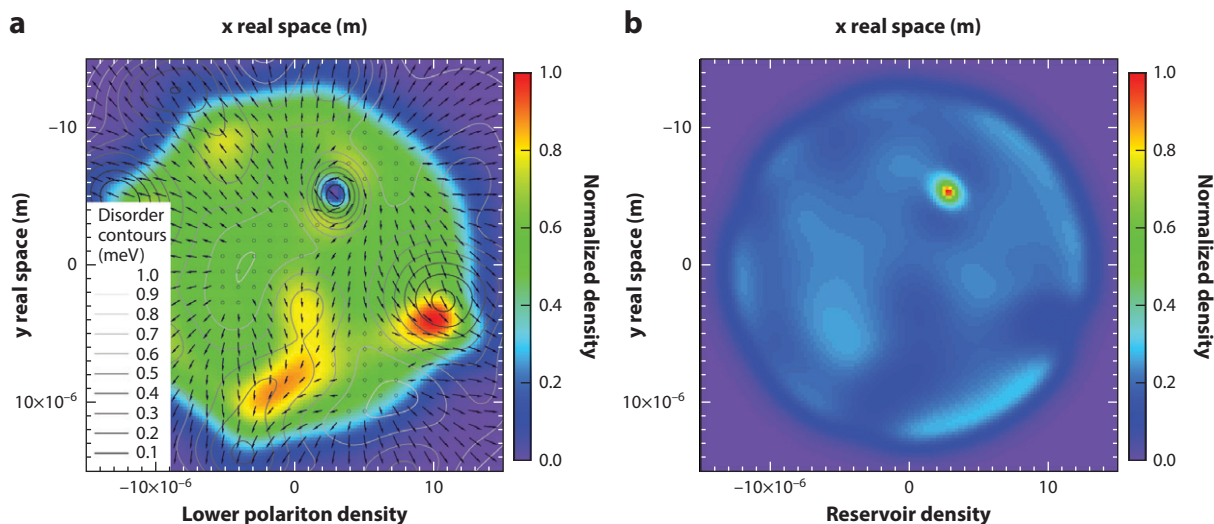 a
x real space (m)
y real space (m)
−10
0
10×10⁻⁶
Disorder
contours
(meV)
1.0
0.9
0.8
0.7
0.6
0.5
0.4
0.3
0.2
0.1
−10×10⁻⁶
0
10
Lower polariton density
1.0
0.8
0.6
0.4
0.2
0.0
Normalized density
b
x real space (m)
y real space (m)
−10
0
10×10⁻⁶
−10×10⁻⁶
0
10
Reservoir density
1.0
0.8
0.6
0.4
0.2
0.0
Normalized density